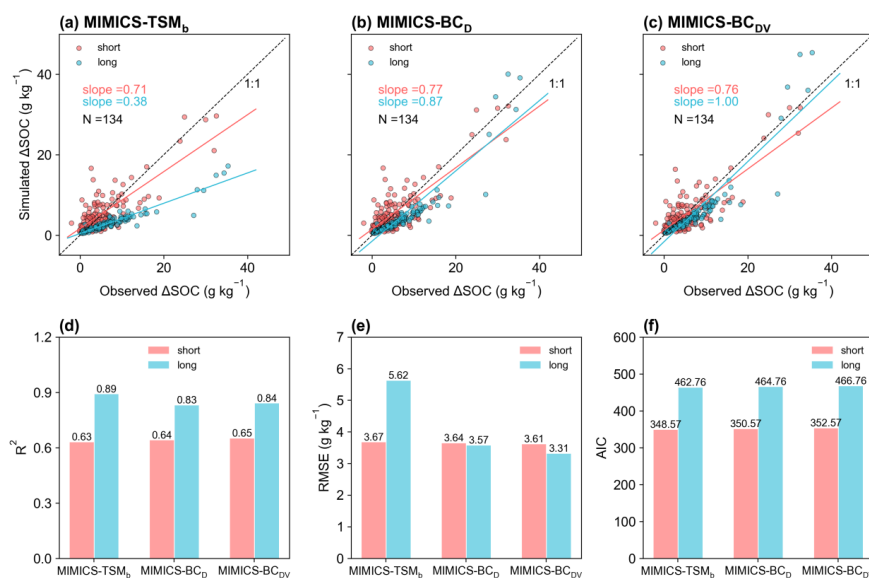 (a) MIMICS-TSMb
short
long
slope =0.71
slope =0.38
N =134
1:1
40
20
0
Simulated ΔSOC (g kg⁻¹)
0 20 40
Observed ΔSOC (g kg⁻¹)
(b) MIMICS-BCD
short
long
slope =0.77
slope =0.87
N =134
1:1
0 20 40
Observed ΔSOC (g kg⁻¹)
(c) MIMICS-BCDV
short
long
slope =0.76
slope =1.00
N =134
1:1
0 20 40
Observed ΔSOC (g kg⁻¹)
(d)
short
long
1.2
0.9
0.6
0.3
0.0
R²
0.63 0.89 0.64 0.83 0.65 0.84
MIMICS-TSMb MIMICS-BCD MIMICS-BCDV
(e)
short
long
7
6
5
4
3
2
1
0
RMSE (g kg⁻¹)
3.67 5.62 3.64 3.57 3.61 3.31
MIMICS-TSMb MIMICS-BCD MIMICS-BCDV
(f)
short
long
600
500
400
300
200
100
0
AIC
348.57 462.76 350.57 464.76 352.57 466.76
MIMICS-TSMb MIMICS-BCD MIMICS-BCDV